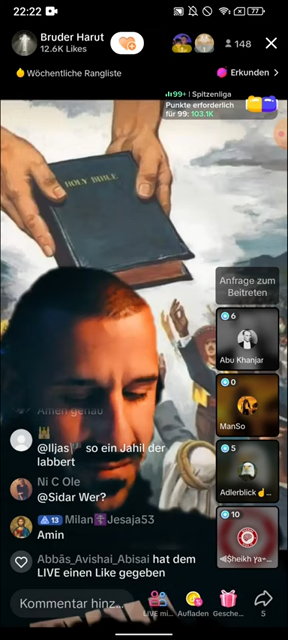 22:22
77
Bruder Harut
12.6K Likes
148
Wöchentliche Rangliste
Erkunden >
99+ | Spitzenliga
Punkte erforderlich
für 99: 103.1K
HOLY BIBLE
Anfrage zum
Beitreten
6
Abu Khanjar
0
ManSo
5
Adlerblick
10
Amen genau
@Iljas so ein Jahil der
labbert
Ni C Ole
@Sidar Wer?
13 Milan Jesaja53
Amin
Abbās_Avishai_Abisai hat dem
LIVE einen Like gegeben
Kommentar hinz...
LIVE mi...
Aufladen
Gesche...
5